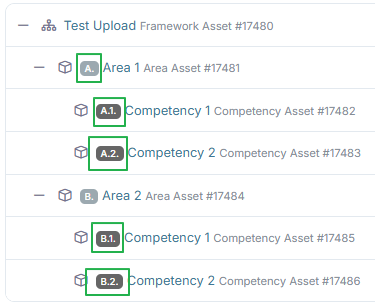 Test Upload Framework Asset #17480
A. Area 1 Area Asset #17481
A.1. Competency 1 Competency Asset #17482
A.2. Competency 2 Competency Asset #17483
B. Area 2 Area Asset #17484
B.1. Competency 1 Competency Asset #17485
B.2. Competency 2 Competency Asset #17486